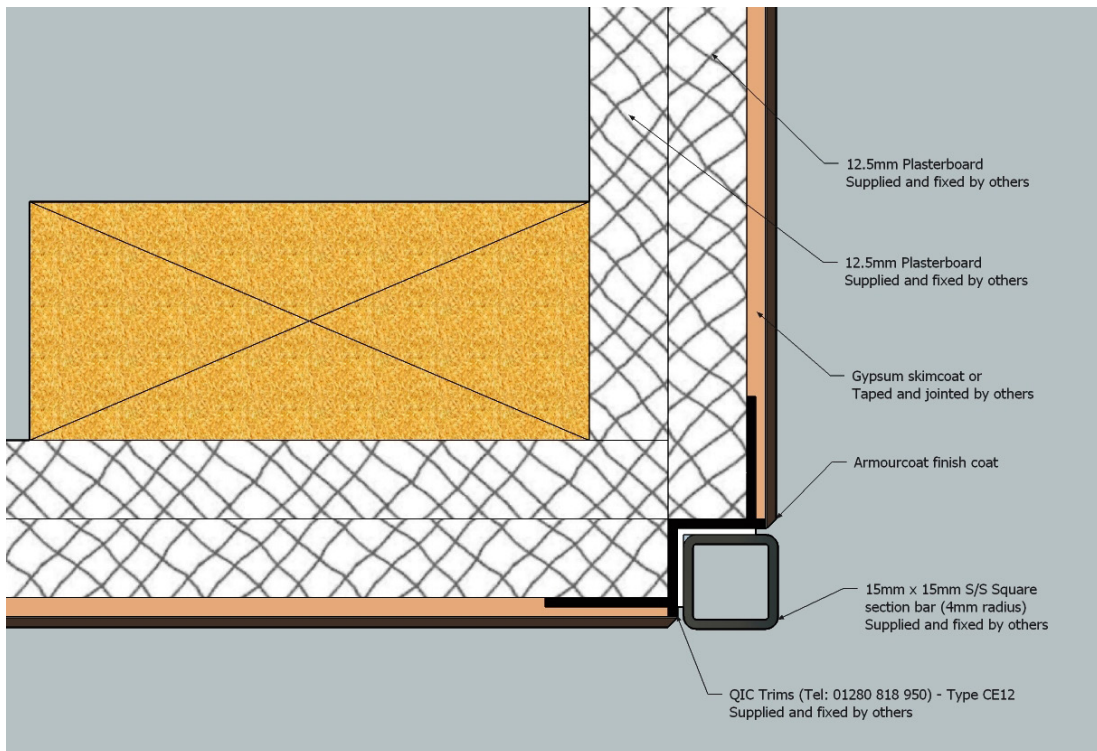 12.5mm Plasterboard
Supplied and fixed by others
12.5mm Plasterboard
Supplied and fixed by others
Gypsum skimcoat or
Taped and jointed by others
Armourcoat finish coat
15mm x 15mm S/S Square
section bar (4mm radius)
Supplied and fixed by others
QIC Trims (Tel: 01280 818 950) - Type CE12
Supplied and fixed by others